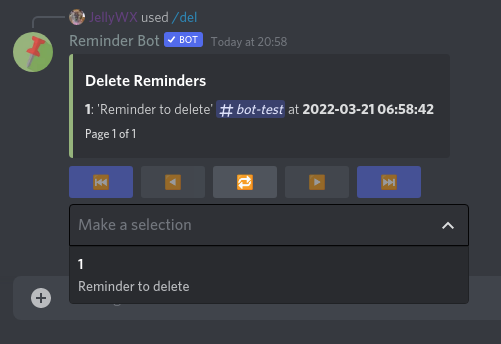 JellyWX used /del
Reminder Bot ✓ BOT Today at 20:58
Delete Reminders
1: 'Reminder to delete' # bot-test at 2022-03-21 06:58:42
Page 1 of 1
Make a selection
1
Reminder to delete